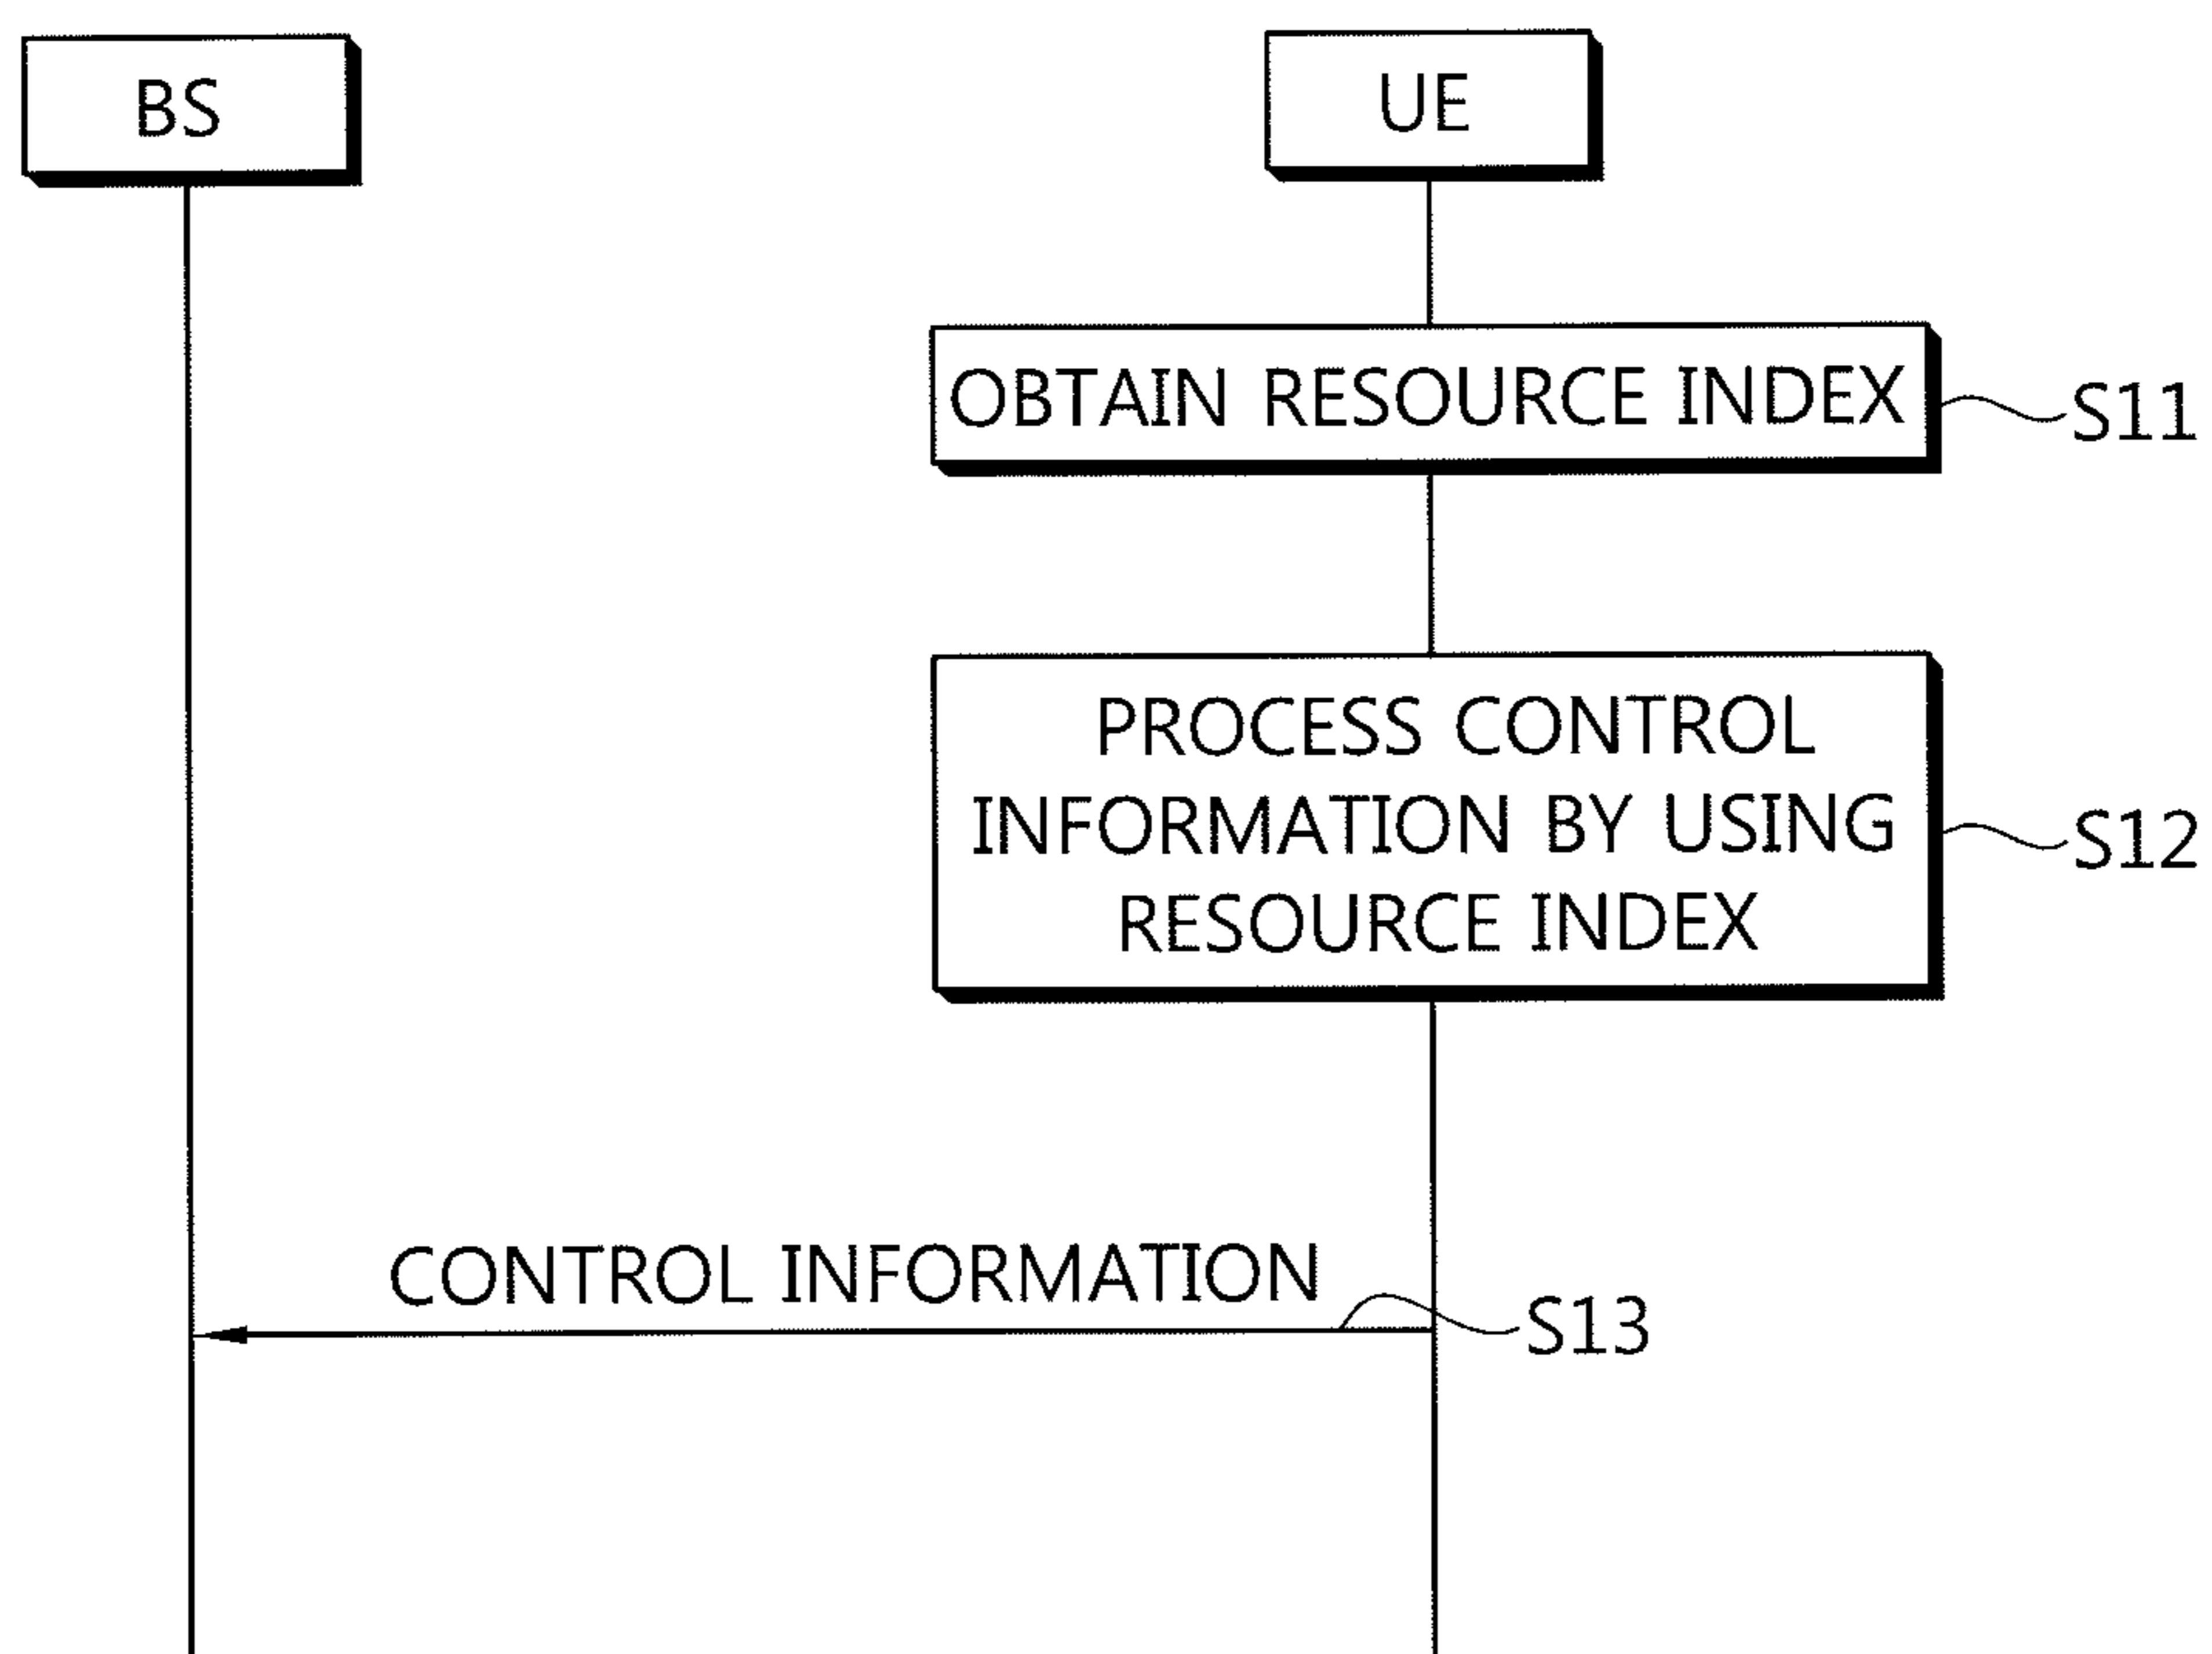 BS
UE
OBTAIN RESOURCE INDEX
S11
PROCESS CONTROL
INFORMATION BY USING
RESOURCE INDEX
S12
CONTROL INFORMATION
S13